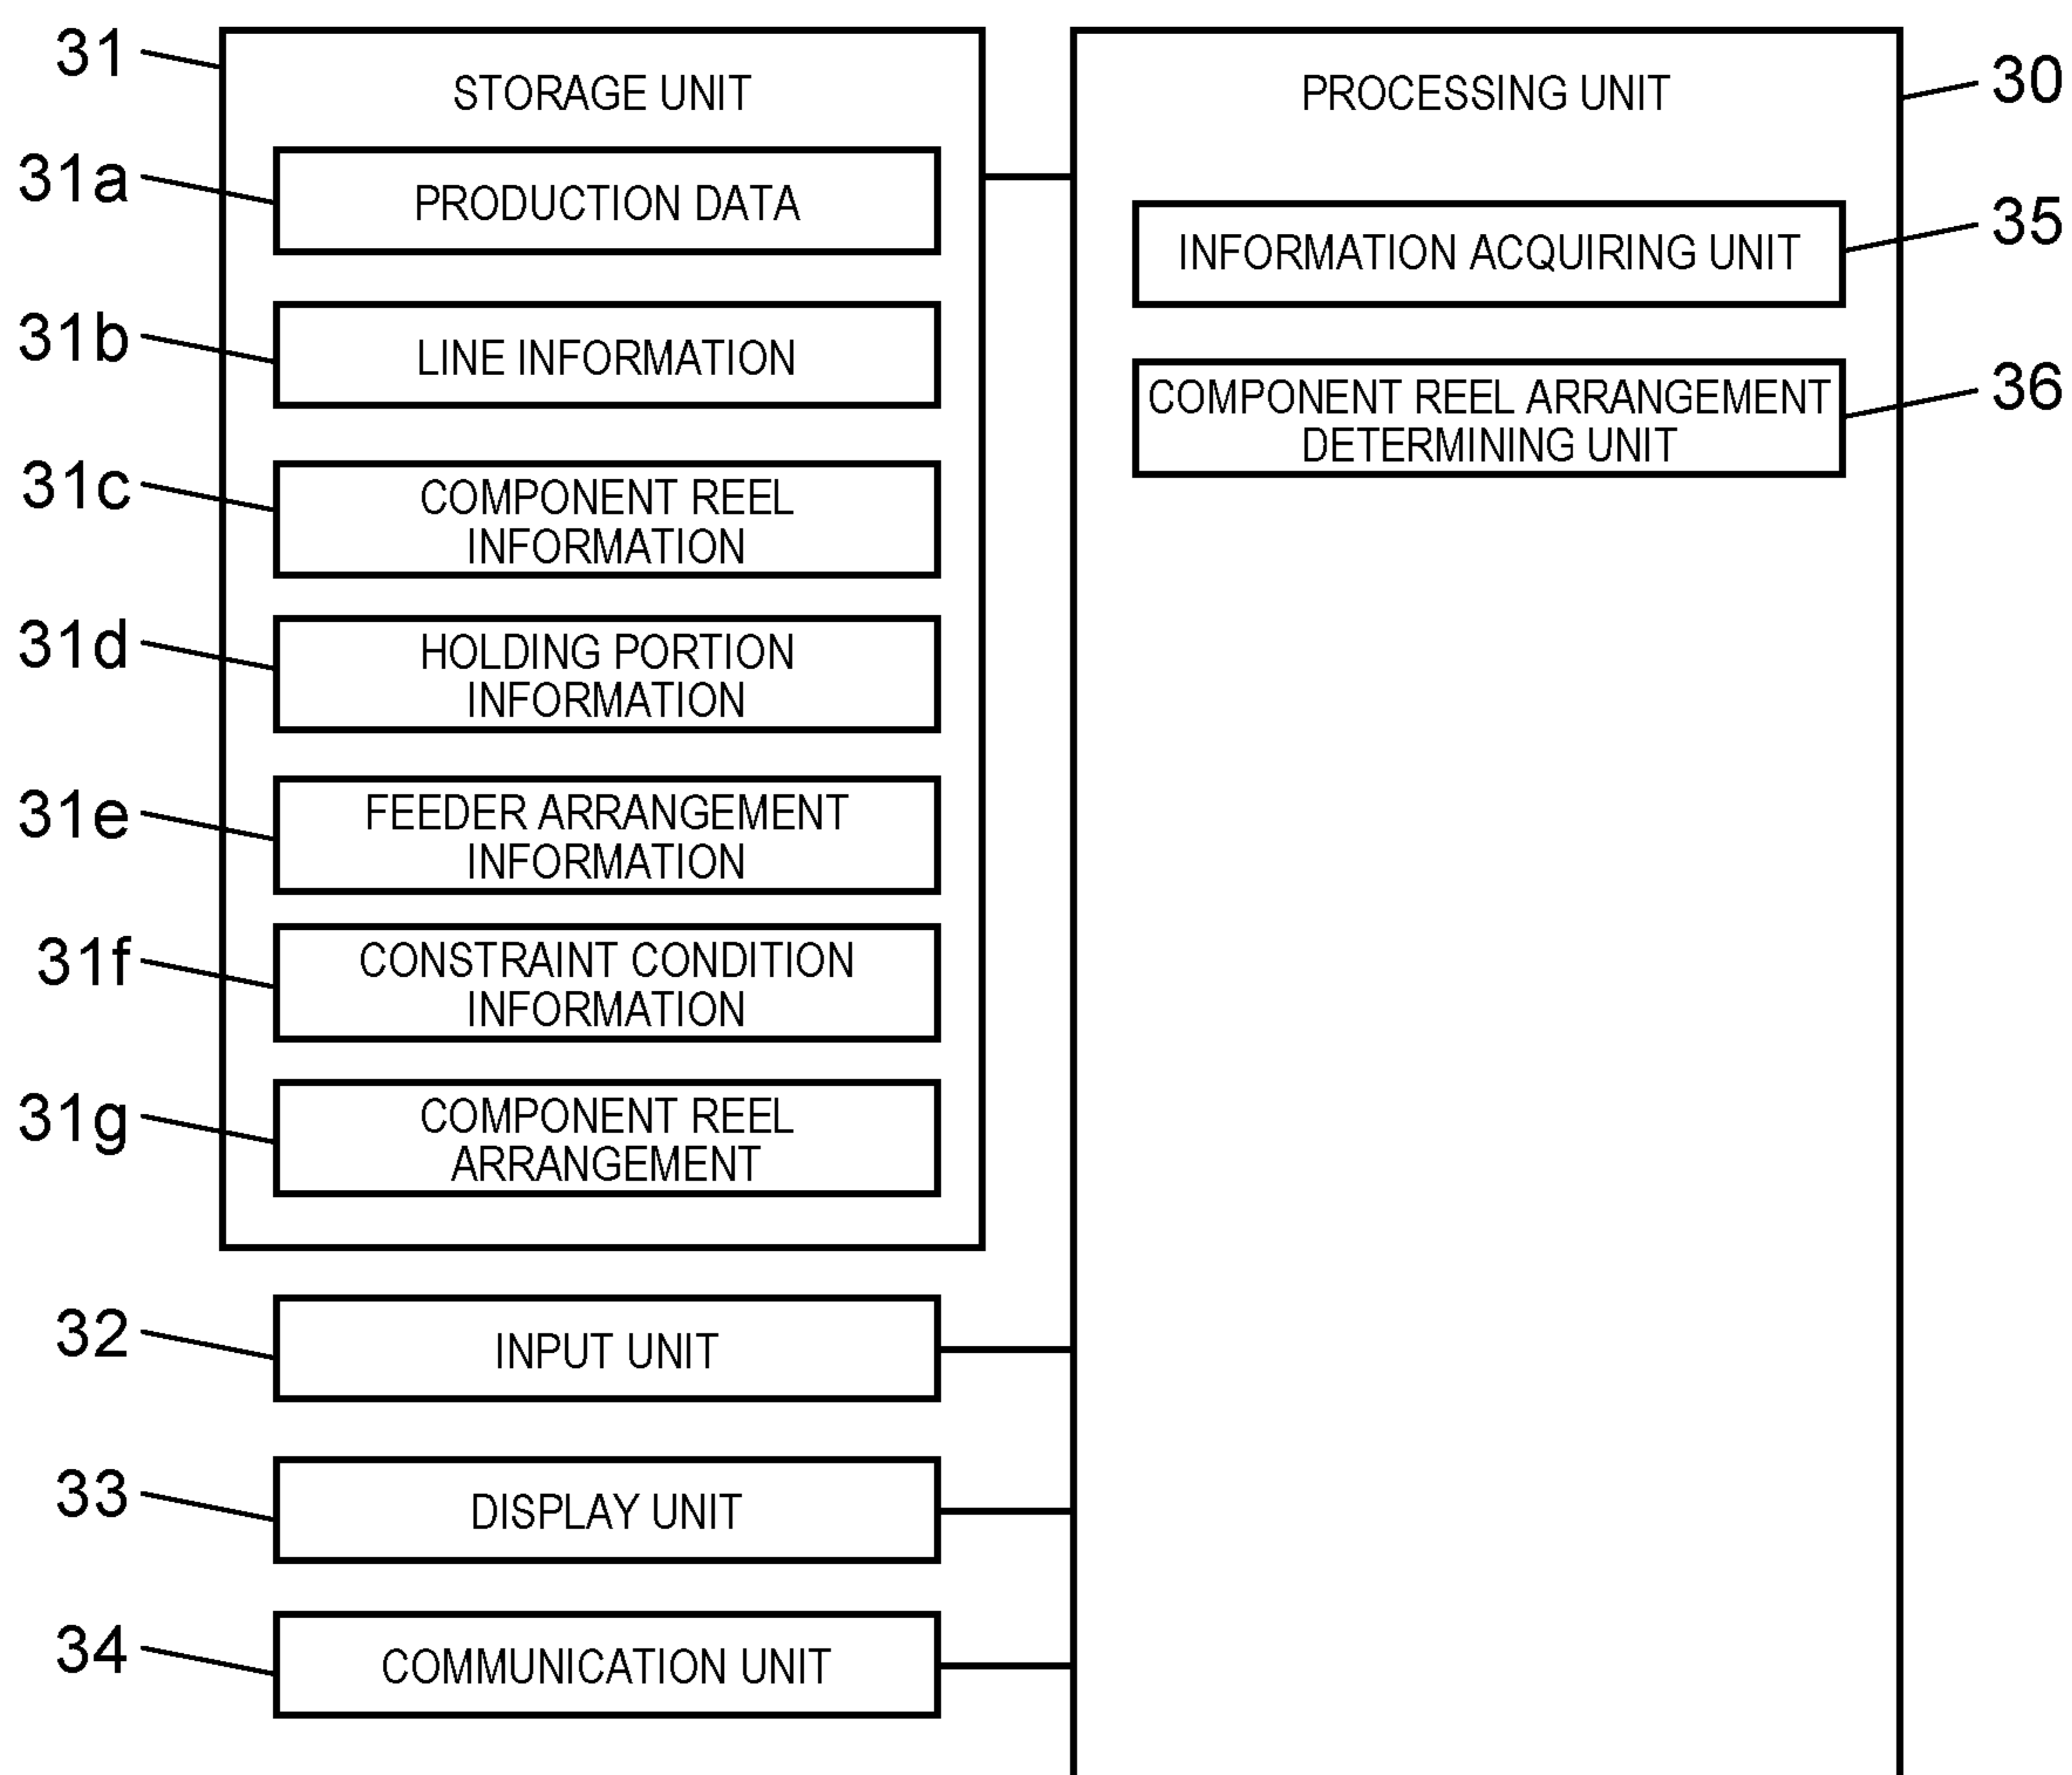 31
STORAGE UNIT
31a
PRODUCTION DATA
31b
LINE INFORMATION
31c
COMPONENT REEL
INFORMATION
31d
HOLDING PORTION
INFORMATION
31e
FEEDER ARRANGEMENT
INFORMATION
31f
CONSTRAINT CONDITION
INFORMATION
31g
COMPONENT REEL
ARRANGEMENT
32
INPUT UNIT
33
DISPLAY UNIT
34
COMMUNICATION UNIT
PROCESSING UNIT
30
INFORMATION ACQUIRING UNIT
35
COMPONENT REEL ARRANGEMENT
DETERMINING UNIT
36